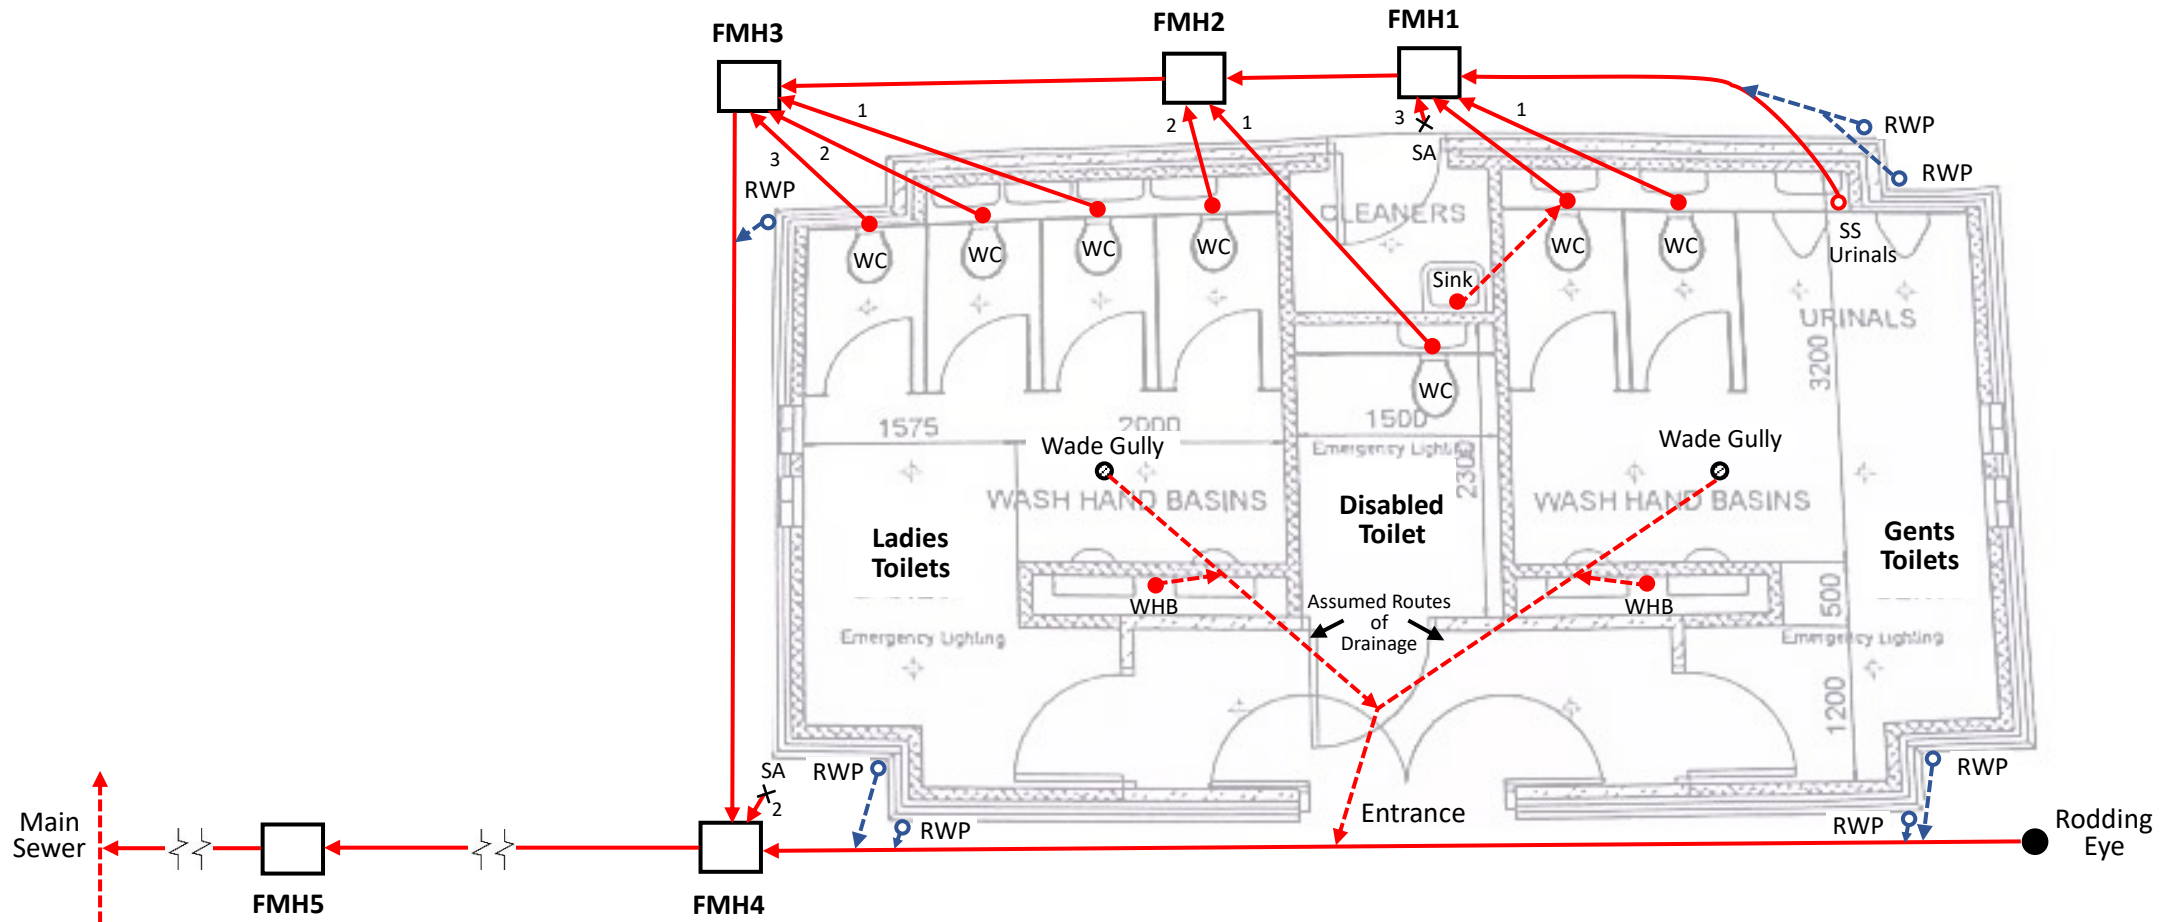 FMH3
FMH2
FMH1
1
2
1
3
1
2
3
SA
RWP
RWP
RWP
CLEANERS
SS
Urinals
WC
WC
WC
WC
WC
WC
Sink
URINALS
3200
WC
1575
2000
1500
Emergency Lighting
2300
Wade Gully
Wade Gully
WASH HAND BASINS
WASH HAND BASINS
Disabled
Toilet
Ladies
Toilets
Gents
Toilets
WHB
WHB
Assumed Routes
of
Drainage
500
Emergency Lighting
Emergency Lighting
1200
SA
2
RWP
RWP
RWP
RWP
Entrance
Main
Sewer
Rodding
Eye
FMH5
FMH4